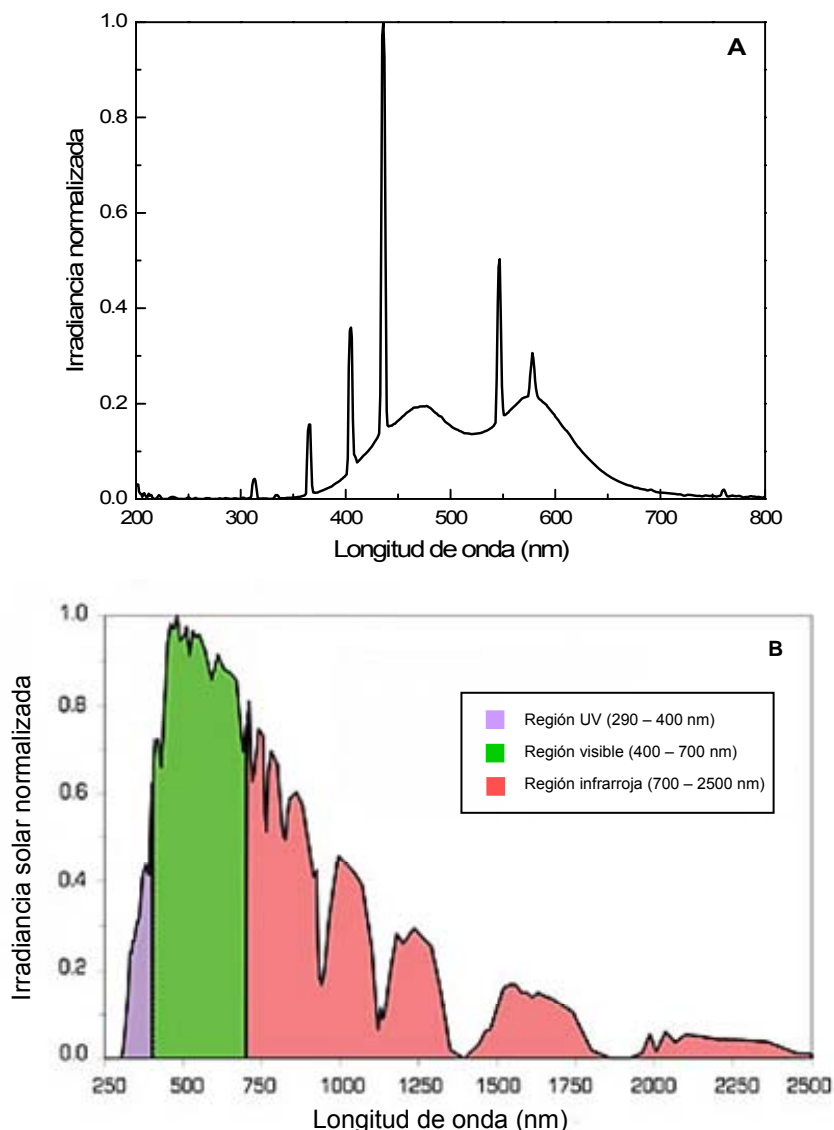 A
Irradiancia normalizada
1.0
0.8
0.6
0.4
0.2
0.0
200 300 400 500 600 700 800
Longitud de onda (nm)
B
Irradiancia solar normalizada
1.0
0.8
0.6
0.4
0.2
0.0
Región UV (290 – 400 nm)
Región visible (400 – 700 nm)
Región infrarroja (700 – 2500 nm)
250 500 750 1000 1250 1500 1750 2000 2250 2500
Longitud de onda (nm)